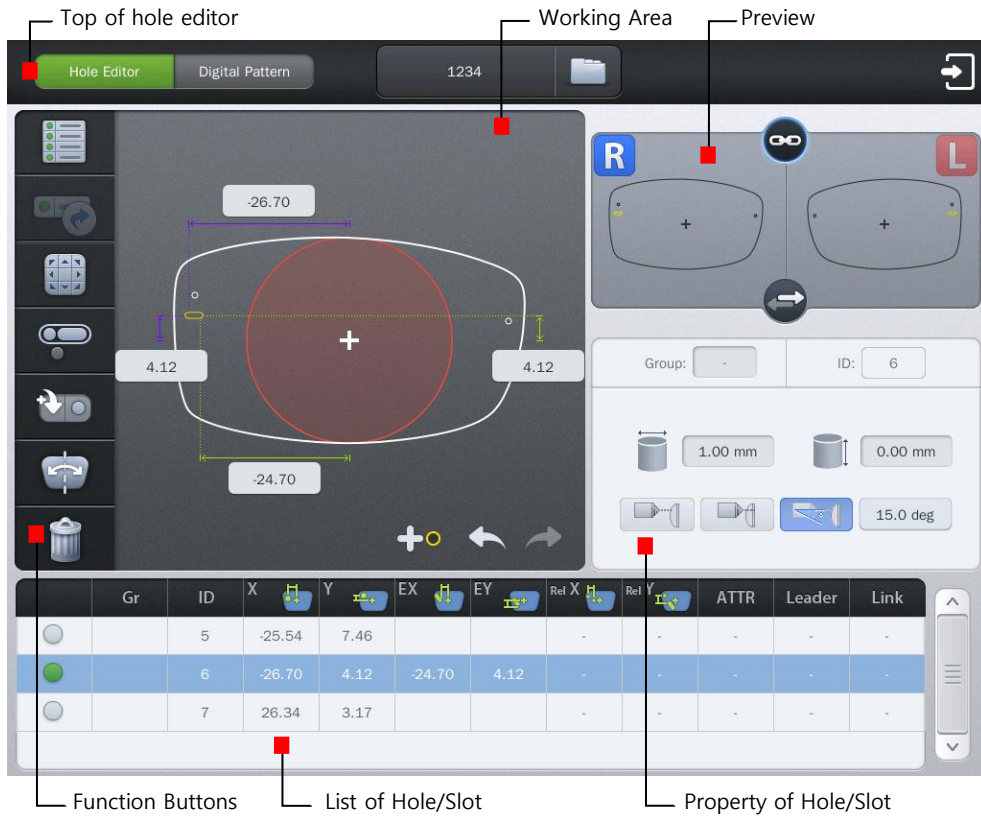 Top of hole editor
Working Area
Preview
Hole Editor
Digital Pattern
1234
R
L
-26.70
4.12
4.12
-24.70
Group: -
ID: 6
1.00 mm
0.00 mm
15.0 deg
Gr ID X Y EX EY Rel X Rel Y ATTR Leader Link
5 -25.54 7.46 - - - - -
6 -26.70 4.12 -24.70 4.12 - - - - -
7 26.34 3.17 - - - - -
Function Buttons
List of Hole/Slot
Property of Hole/Slot